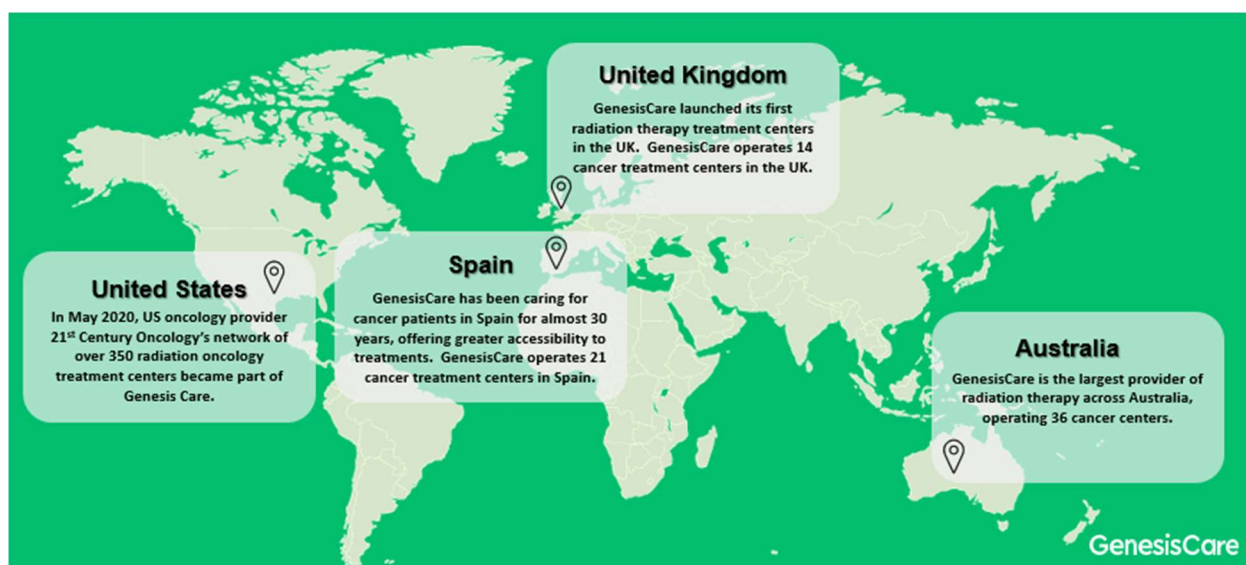 United Kingdom
GenesisCare launched its first
radiation therapy treatment centers
in the UK. GenesisCare operates 14
cancer treatment centers in the UK.
Spain
GenesisCare has been caring for
cancer patients in Spain for almost 30
years, offering greater accessibility to
treatments. GenesisCare operates 21
cancer treatment centers in Spain.
United States
In May 2020, US oncology provider
21st Century Oncology's network of
over 350 radiation oncology
treatment centers became part of
Genesis Care.
Australia
GenesisCare is the largest provider of
radiation therapy across Australia,
operating 36 cancer centers.
GenesisCare